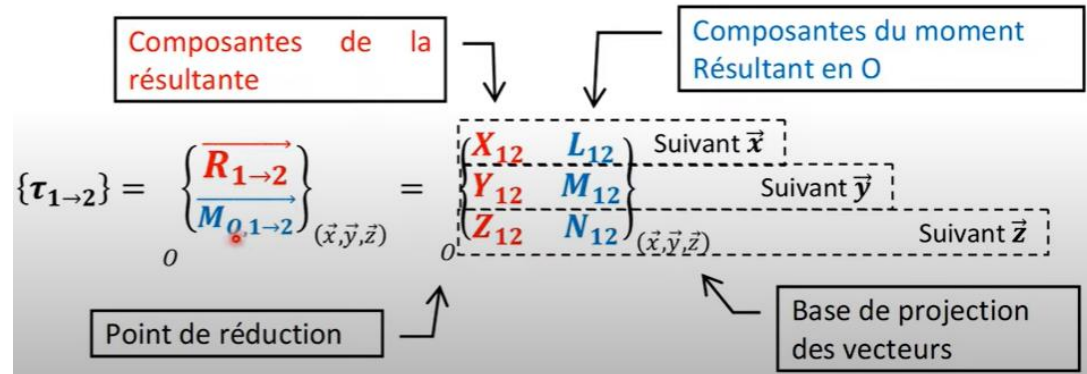 Composantes de la
résultante
Composantes du moment
Résultant en O
{τ₁→₂} = {R₁→₂ M_O,₁→₂} O (x⃗,y⃗,z⃗) = O {X₁₂ L₁₂ Y₁₂ M₁₂ Z₁₂ N₁₂} (x⃗,y⃗,z⃗)
Suivant x⃗
Suivant y⃗
Suivant z⃗
Point de réduction
Base de projection
des vecteurs